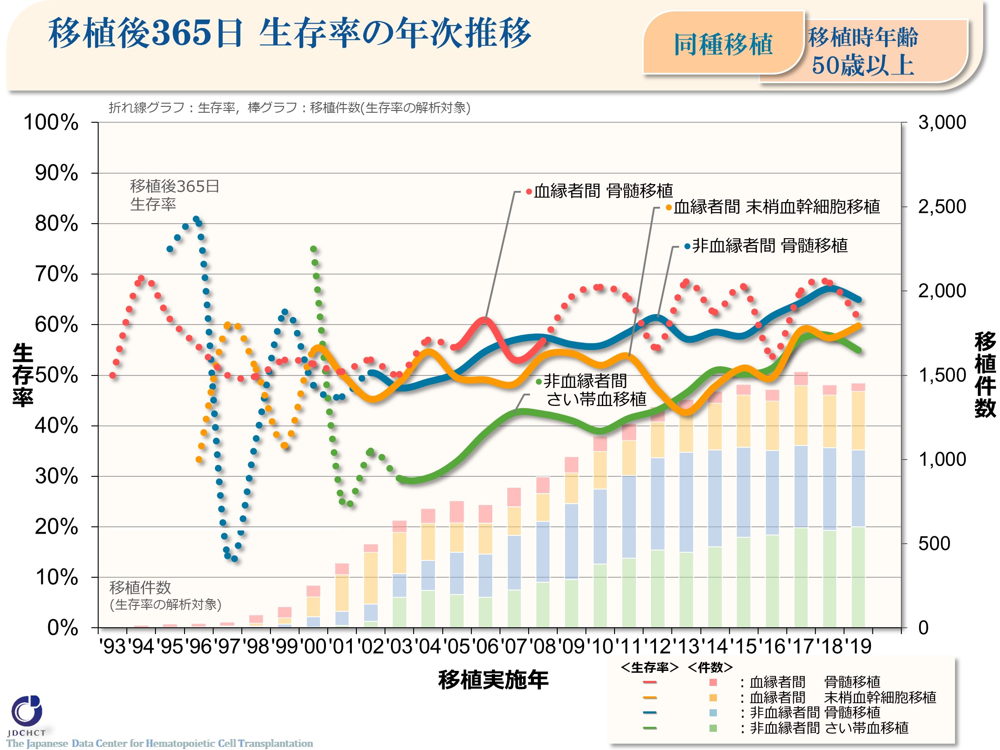 移植後365日 生存率の年次推移
同種移植
移植時年齢
50歳以上
折れ線グラフ：生存率，棒グラフ：移植件数(生存率の解析対象)
100%
90%
80%
70%
60%
50%
40%
30%
20%
10%
0%
生存率
3,000
2,500
2,000
1,500
1,000
500
0
移植件数
移植後365日
生存率
血縁者間 骨髄移植
血縁者間 末梢血幹細胞移植
非血縁者間 骨髄移植
非血縁者間
さい帯血移植
移植件数
(生存率の解析対象)
'93 '94 '95 '96 '97 '98 '99 '00 '01 '02 '03 '04 '05 '06 '07 '08 '09 '10 '11 '12 '13 '14 '15 '16 '17 '18 '19
移植実施年
＜生存率＞ ＜件数＞
：血縁者間 骨髄移植
：血縁者間 末梢血幹細胞移植
：非血縁者間 骨髄移植
：非血縁者間 さい帯血移植
JDCHCT
The Japanese Data Center for Hematopoietic Cell Transplantation